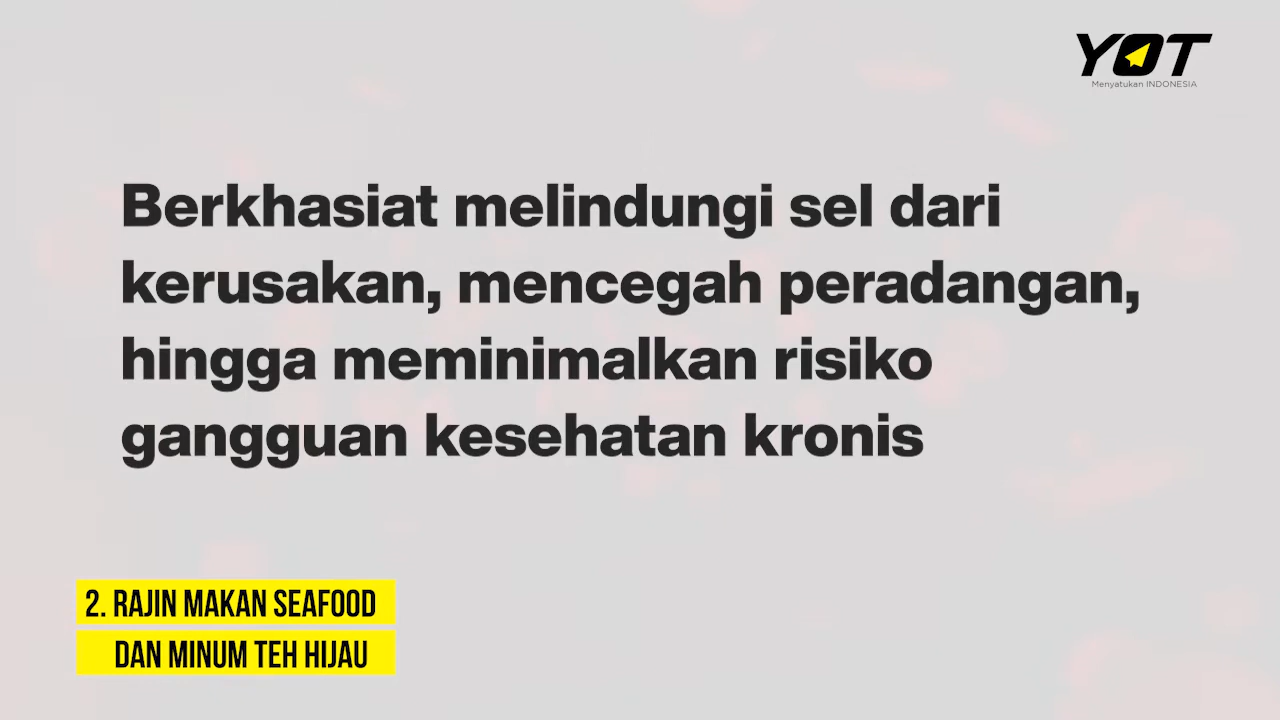 YOT
Menyatukan INDONESIA
Berkhasiat melindungi sel dari
kerusakan, mencegah peradangan,
hingga meminimalkan risiko
gangguan kesehatan kronis
2. RAJIN MAKAN SEAFOOD
DAN MINUM TEH HIJAU